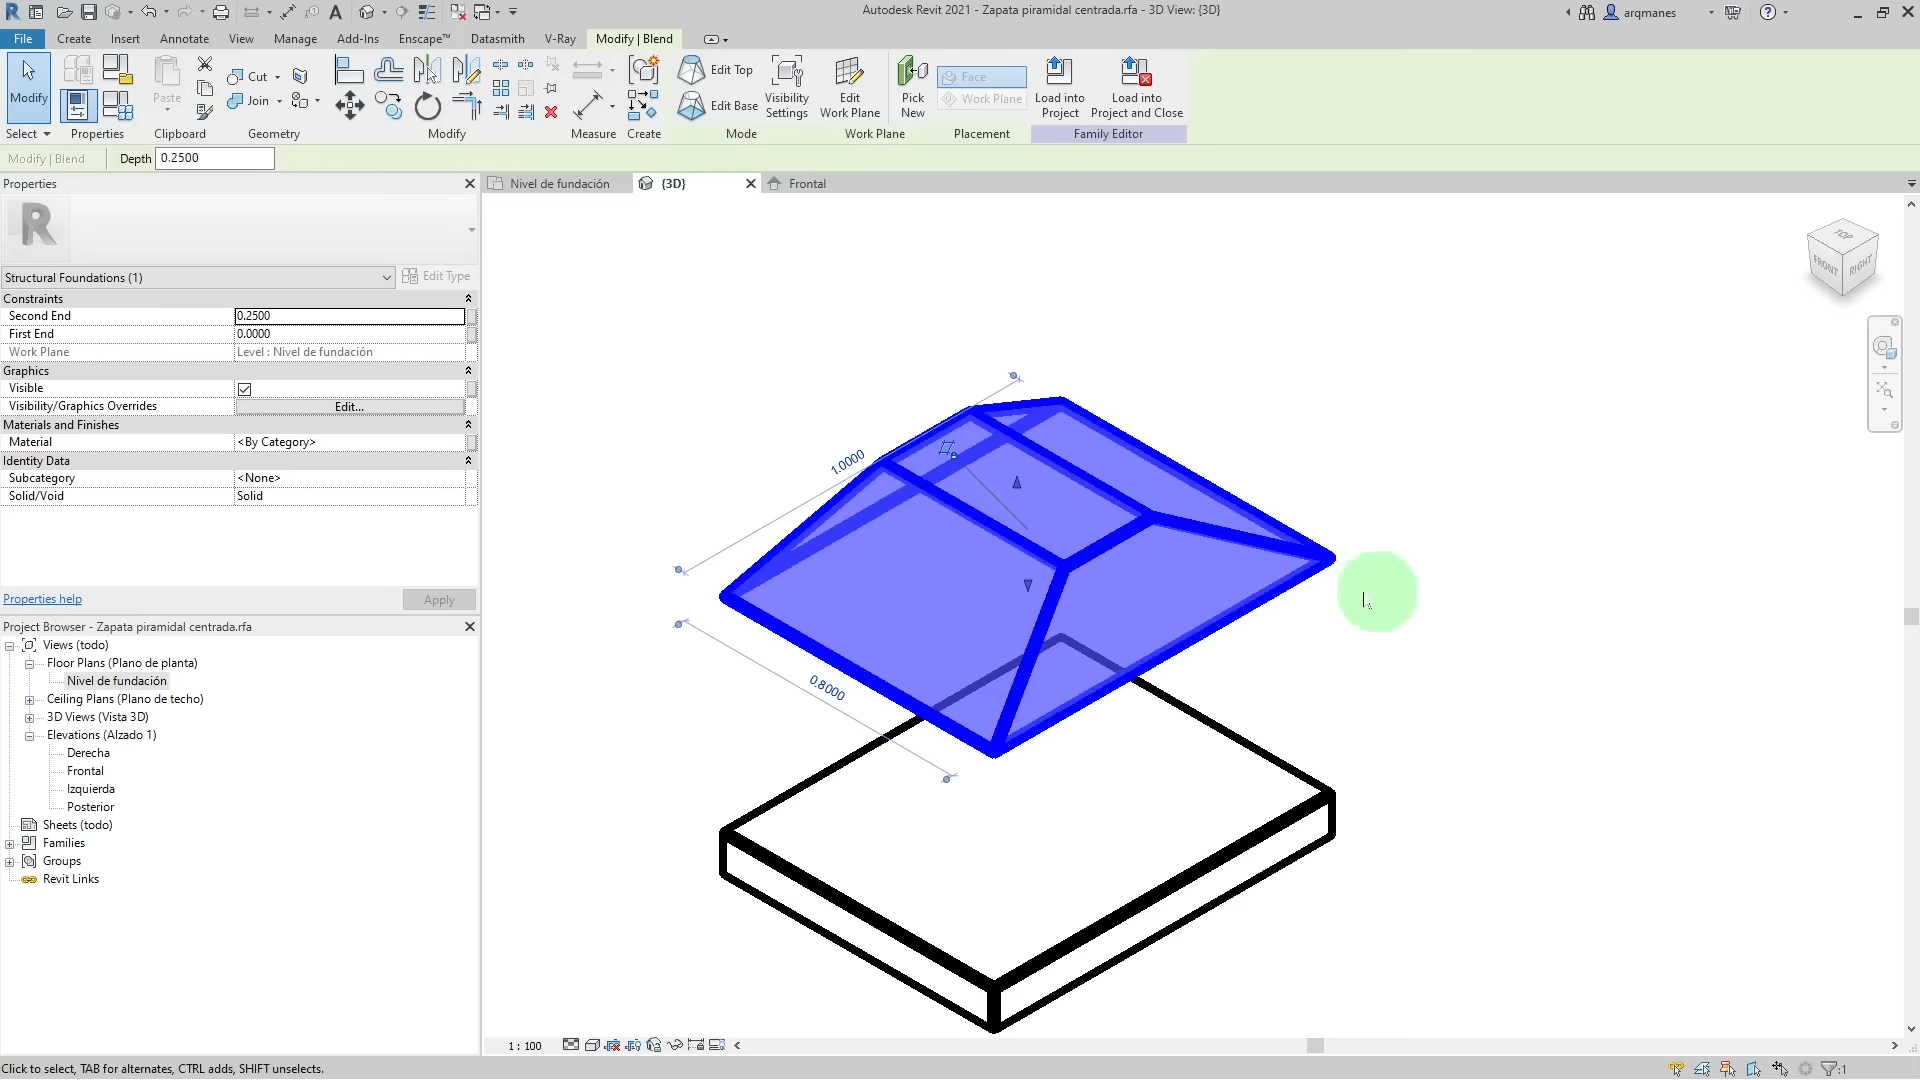 Autodesk Revit 2021 - Zapata piramidal centrada.rfa - 3D View: {3D}
arqmanes
File
Create
Insert
Annotate
View
Manage
Add-Ins
Enscape™
Datasmith
V-Ray
Modify | Blend
Modify
Paste
Cut
Join
Edit Top
Edit Base
Visibility
Settings
Edit
Work Plane
Pick
New
Face
Work Plane
Load into
Project
Load into
Project and Close
Select
Properties
Clipboard
Geometry
Modify
Measure
Create
Mode
Work Plane
Placement
Family Editor
Modify | Blend
Depth 0.2500
Properties
Nivel de fundación
{3D}
Frontal
R
Structural Foundations (1)
Edit Type
Constraints
Second End 0.2500
First End 0.0000
Work Plane Level : Nivel de fundación
Graphics
Visible
Visibility/Graphics Overrides Edit...
Materials and Finishes
Material <By Category>
Identity Data
Subcategory <None>
Solid/Void Solid
Properties help
Apply
Project Browser - Zapata piramidal centrada.rfa
Views (todo)
Floor Plans (Plano de planta)
Nivel de fundación
Ceiling Plans (Plano de techo)
3D Views (Vista 3D)
Elevations (Alzado 1)
Derecha
Frontal
Izquierda
Posterior
Sheets (todo)
Families
Groups
Revit Links
TOP
FRONT
RIGHT
1.0000
0.8000
1 : 100
Click to select, TAB for alternates, CTRL adds, SHIFT unselects.
:1